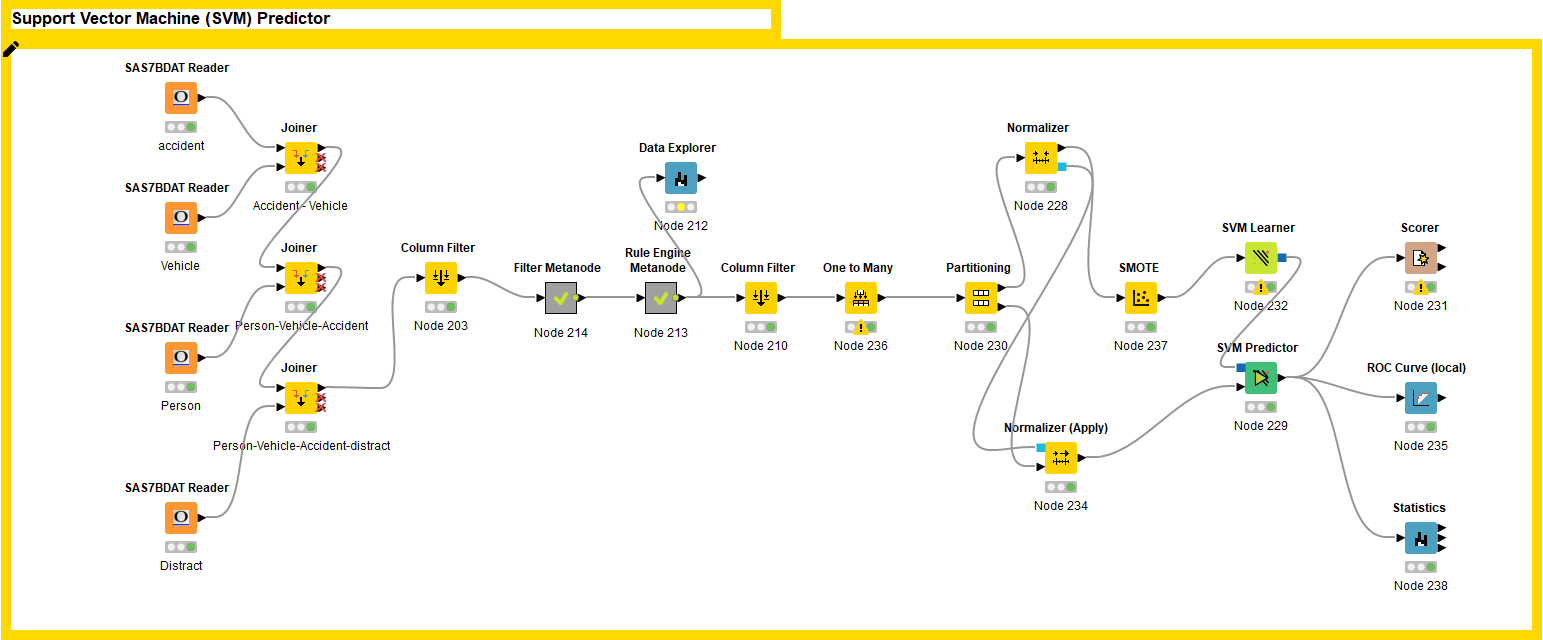 Support Vector Machine (SVM) Predictor
SAS7BDAT Reader
accident
SAS7BDAT Reader
Vehicle
SAS7BDAT Reader
Person
SAS7BDAT Reader
Distract
Joiner
Accident - Vehicle
Joiner
Person-Vehicle-Accident
Joiner
Person-Vehicle-Accident-distract
Column Filter
Node 203
Filter Metanode
Node 214
Data Explorer
Node 212
Rule Engine
Metanode
Node 213
Column Filter
Node 210
One to Many
Node 236
Partitioning
Node 230
Normalizer
Node 228
Normalizer (Apply)
Node 234
SMOTE
Node 237
SVM Learner
Node 232
SVM Predictor
Node 229
Scorer
Node 231
ROC Curve (local)
Node 235
Statistics
Node 238